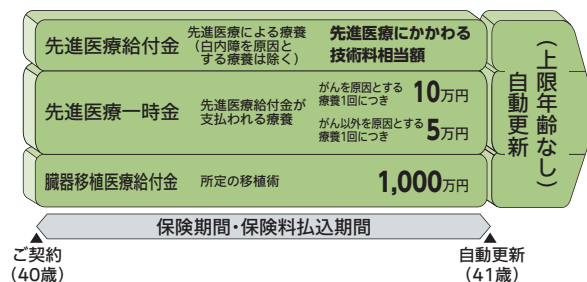 先進医療給付金
先進医療による療養
(白内障を原因と
する療養は除く)
先進医療にかかわる
技術料相当額
先進医療一時金
先進医療給付金が
支払われる療養
がんを原因とする
療養1回につき
10万円
がん以外を原因とする
療養1回につき
5万円
臓器移植医療給付金
所定の移植術
1,000万円
自動更新
(上限年齢なし)
保険期間・保険料払込期間
ご契約
(40歳)
自動更新
(41歳)